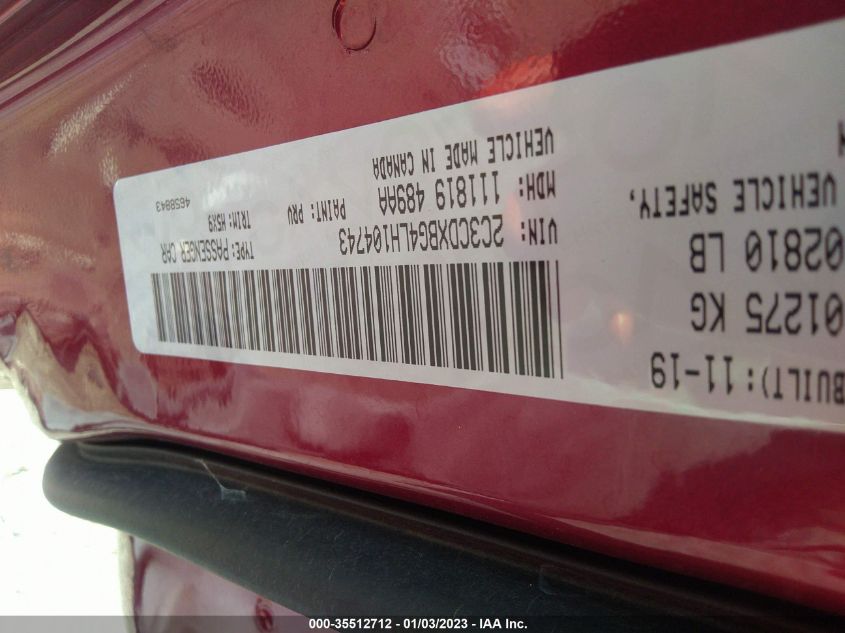 BUILT): 11-19
01275 KG
02810 LB
VEHICLE SAFETY,
VIN: 2C3CDXBG4LH104743 TYPE: PASSENGER CAR
MDH: 111819 489AA PAINT: PRV TRIM:H5X9
VEHICLE MADE IN CANADA 4658843
000-35512712 - 01/03/2023 - IAA Inc.